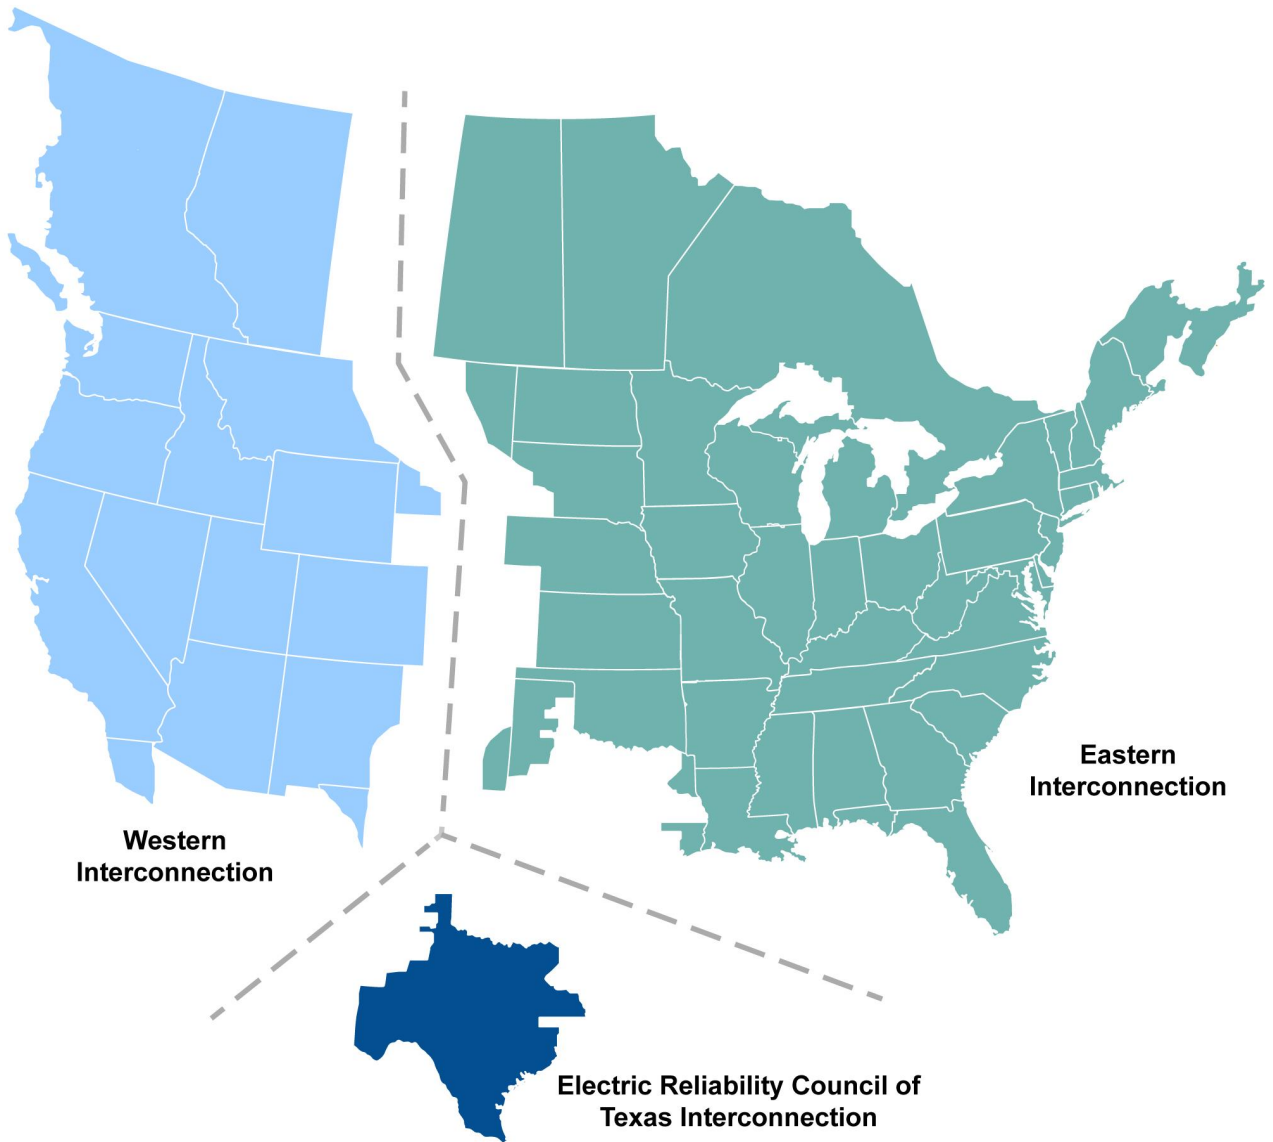 Eastern
Interconnection
Western
Interconnection
Electric Reliability Council of
Texas Interconnection